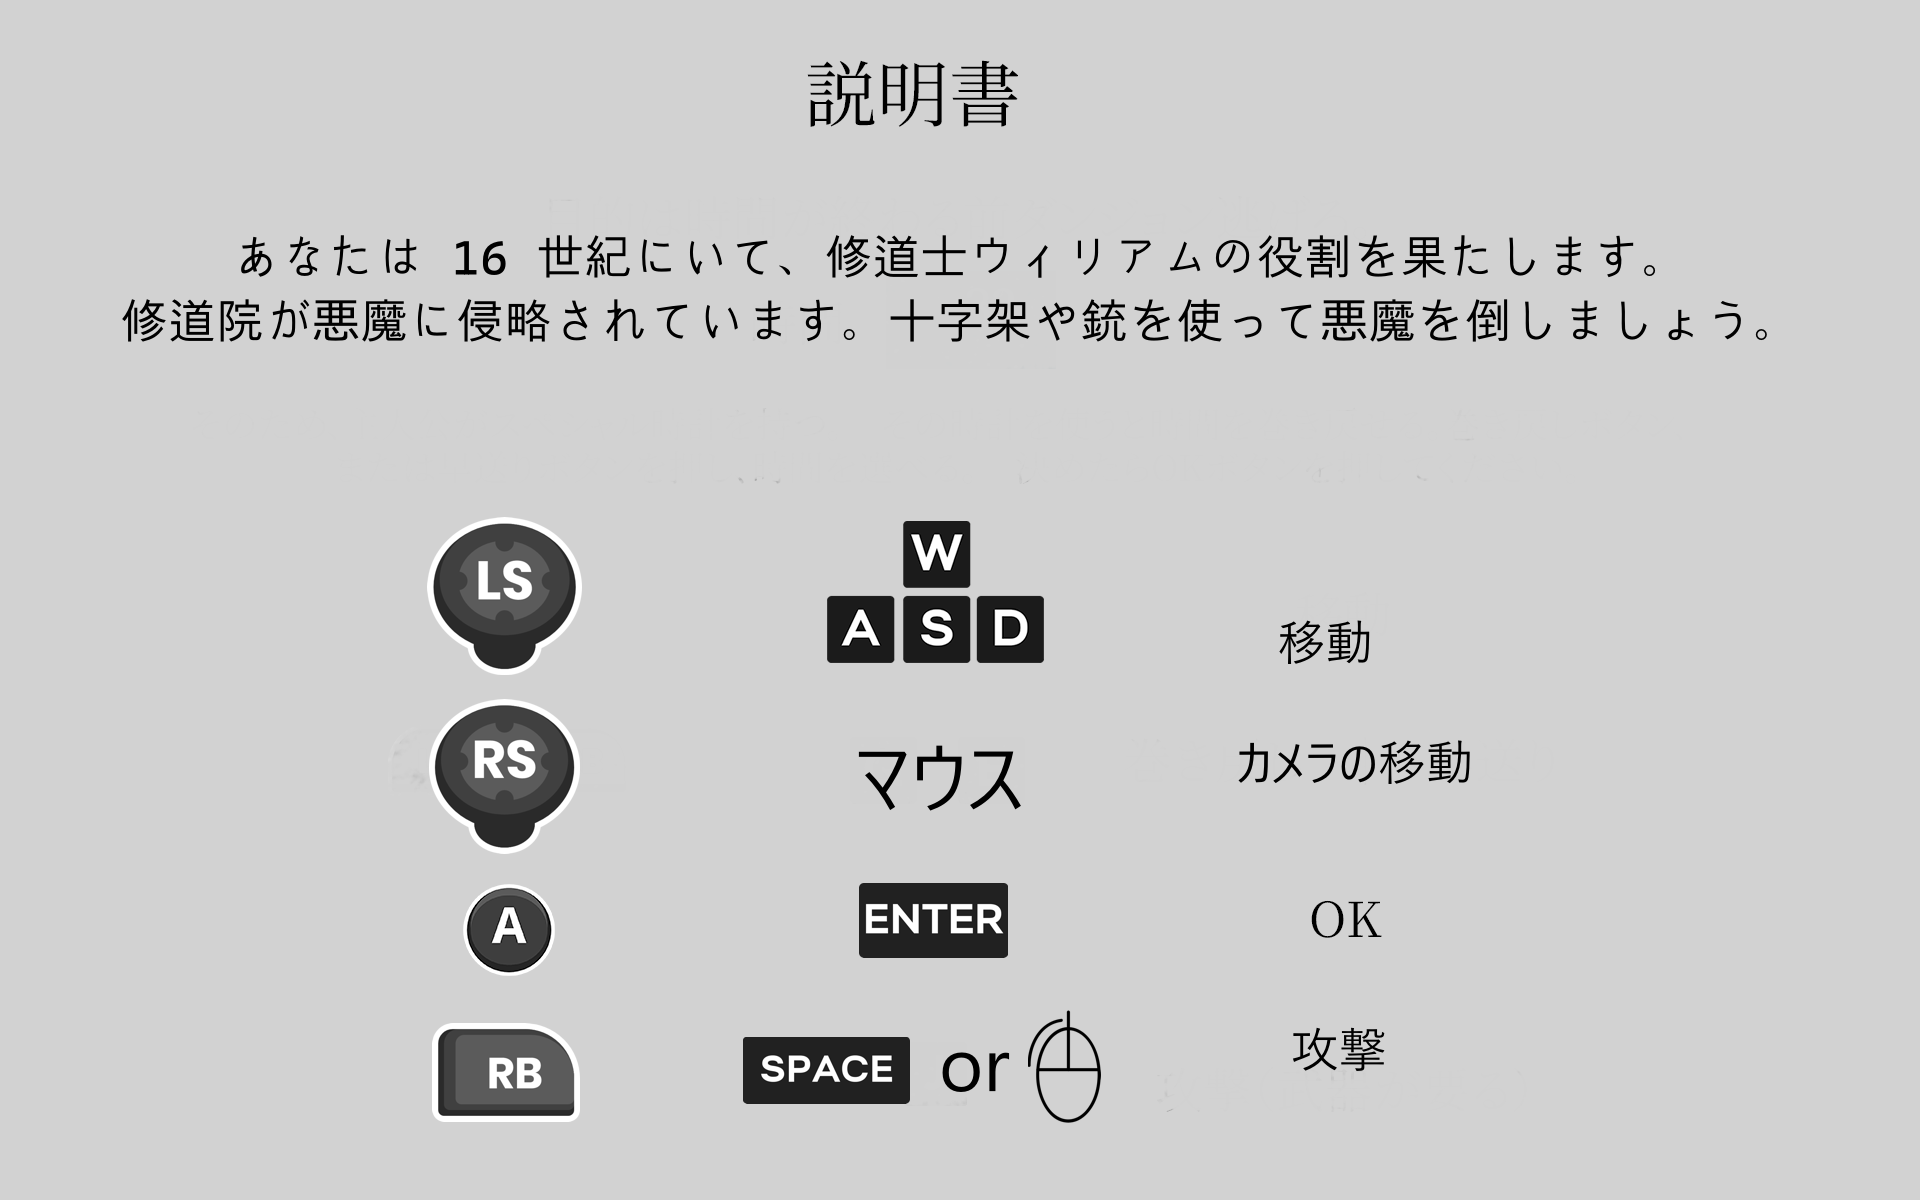 説明書
あなたは 16 世紀にいて、修道士ウィリアムの役割を果たします。
修道院が悪魔に侵略されています。十字架や銃を使って悪魔を倒しましょう。
LS W
A S D 移動
RS マウス カメラの移動
A ENTER OK
RB SPACE or 攻撃